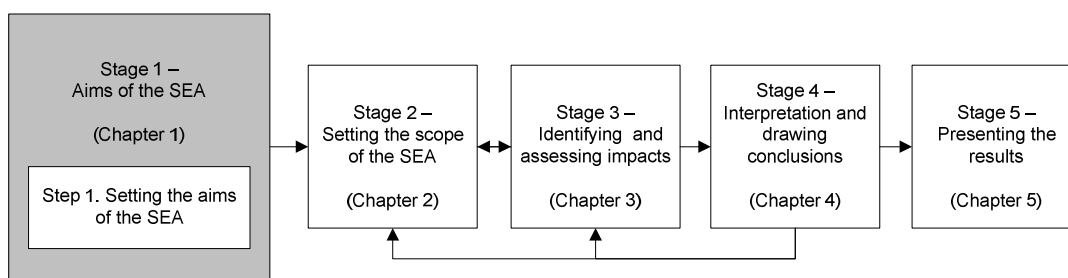 Stage 1 –
Aims of the SEA
(Chapter 1)
Step 1. Setting the aims
of the SEA
Stage 2 –
Setting the scope
of the SEA
(Chapter 2)
Stage 3 –
Identifying and
assessing impacts
(Chapter 3)
Stage 4 –
Interpretation and
drawing
conclusions
(Chapter 4)
Stage 5 –
Presenting the
results
(Chapter 5)